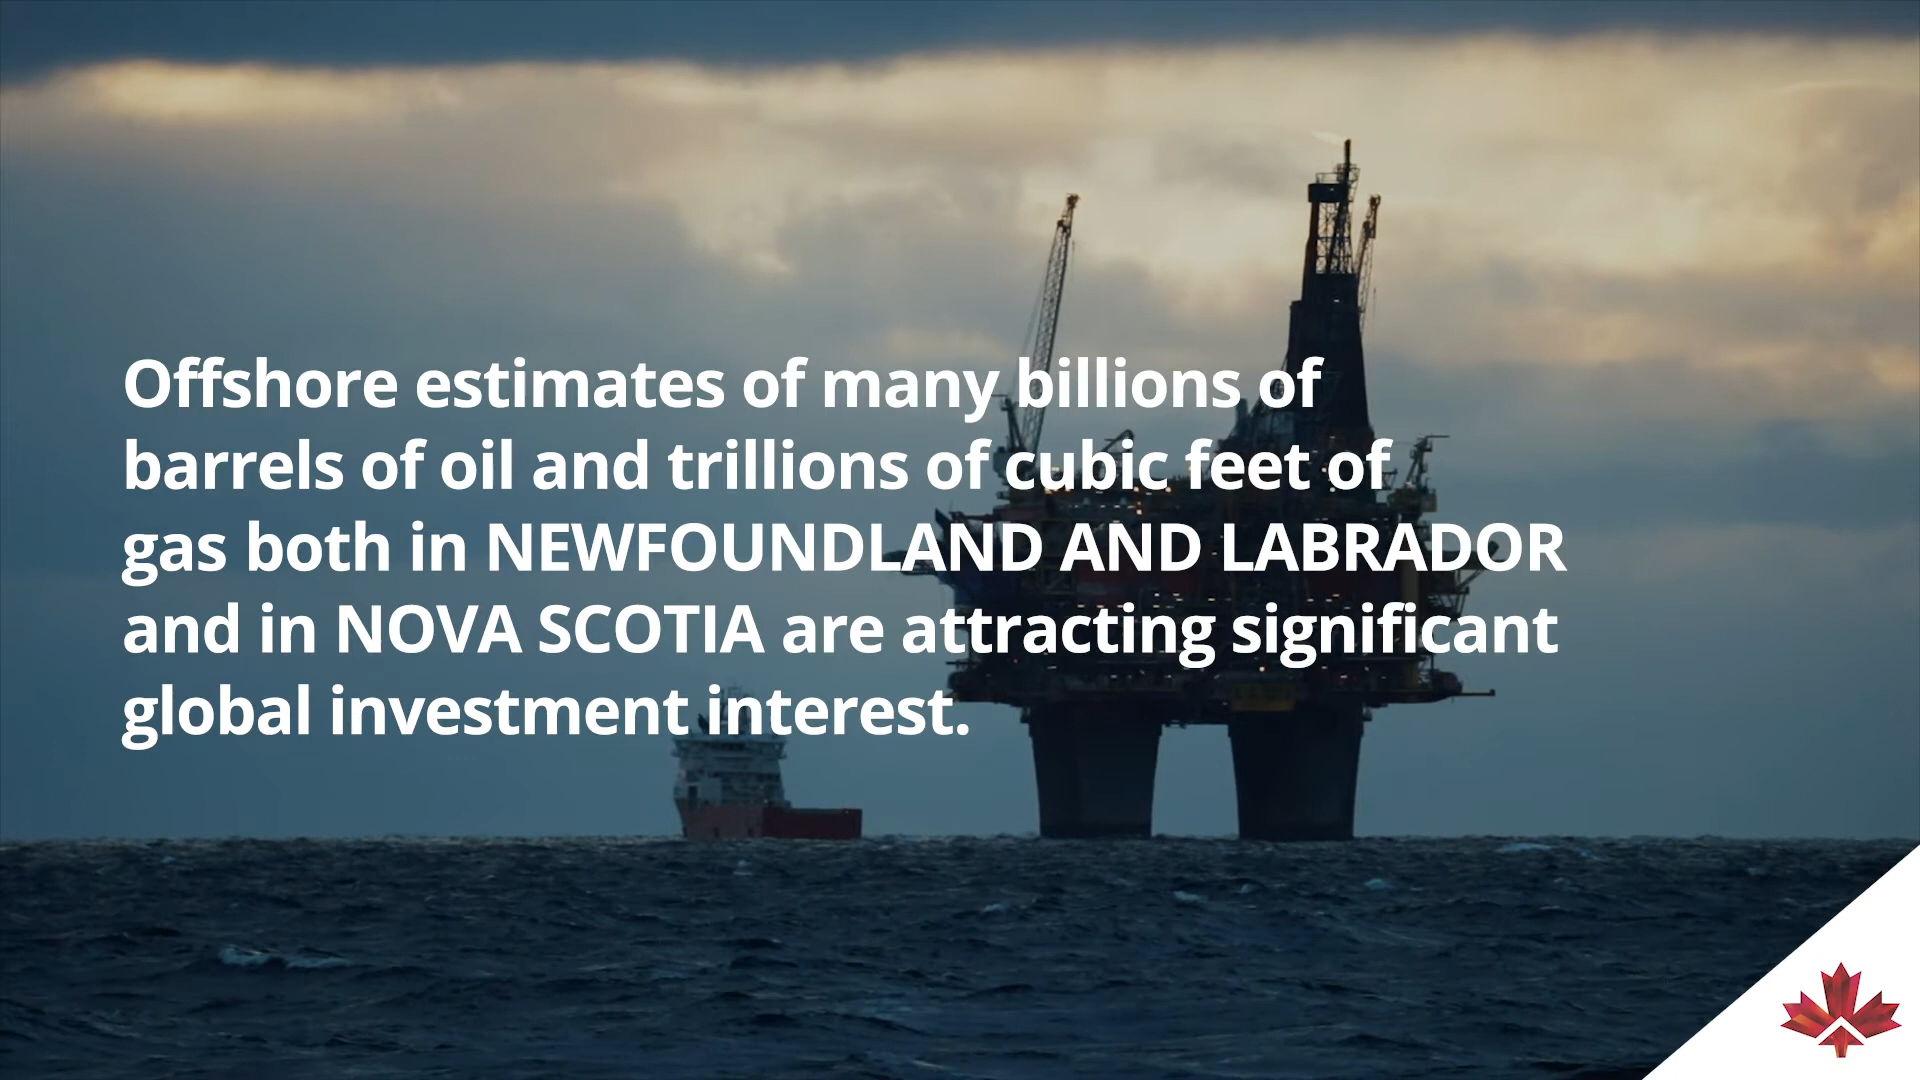 Offshore estimates of many billions of
barrels of oil and trillions of cubic feet of
gas both in NEWFOUNDLAND AND LABRADOR
and in NOVA SCOTIA are attracting significant
global investment interest.